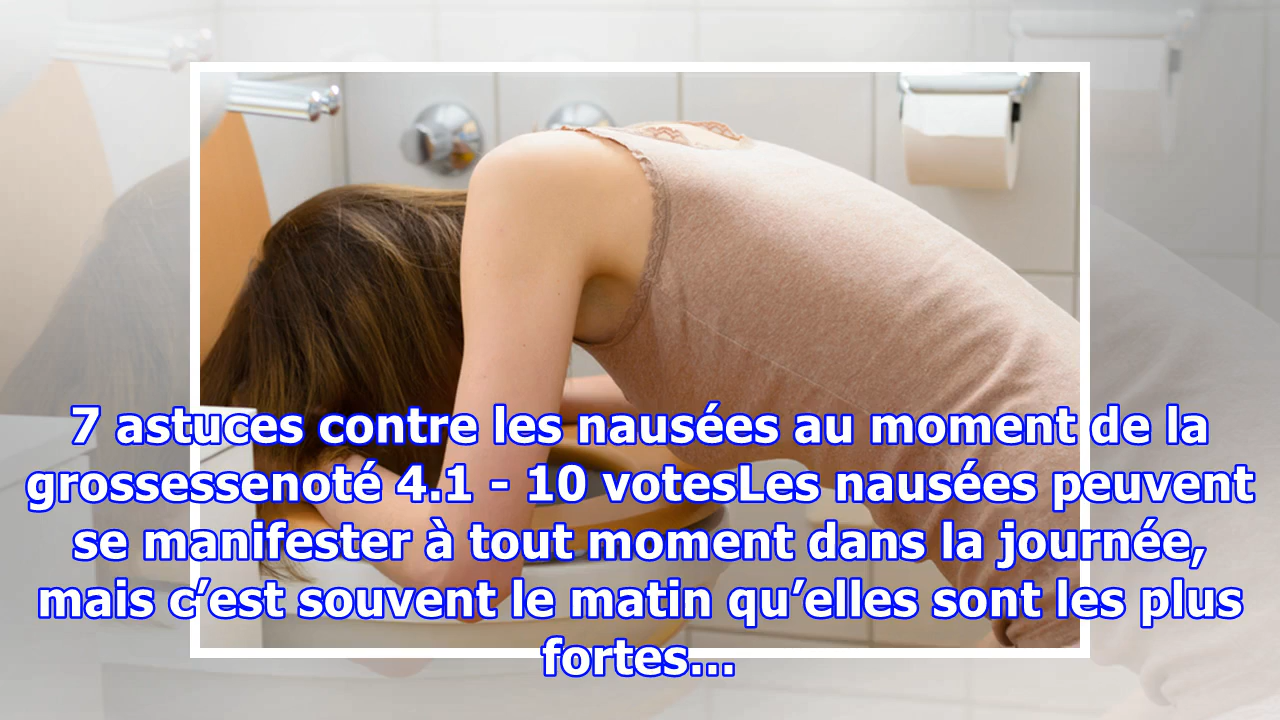 7 astuces contre les nausées au moment de la
grossessenoté 4.1 - 10 votesLes nausées peuvent
se manifester à tout moment dans la journée,
mais c’est souvent le matin qu’elles sont les plus
fortes...